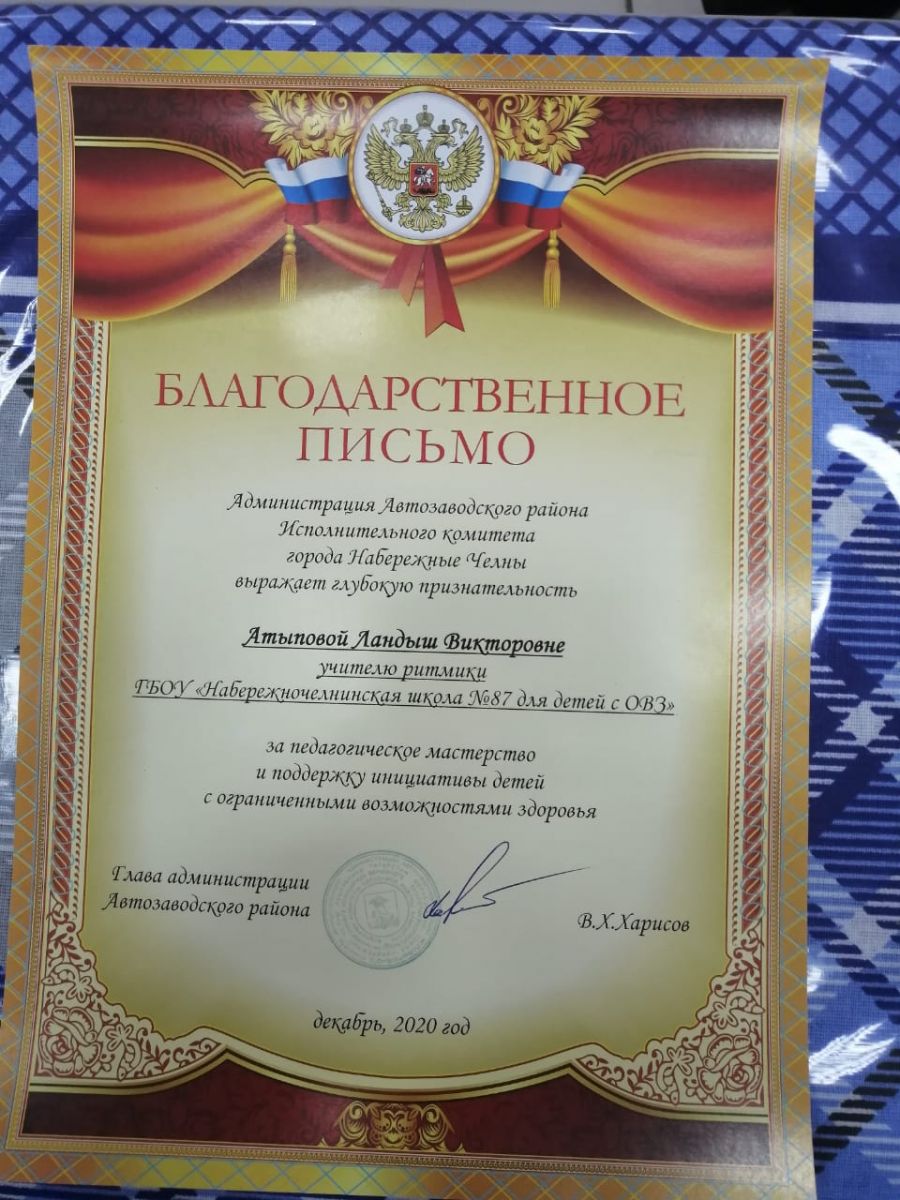 БЛАГОДАРСТВЕННОЕ
ПИСЬМО
Администрация Автозаводского района
Исполнительного комитета
города Набережные Челны
выражает глубокую признательность
Атыповой Ландыш Викторовне
учителю ритмики
ГБОУ «Набережночелнинская школа №87 для детей с ОВЗ»
за педагогическое мастерство
и поддержку инициативы детей
с ограниченными возможностями здоровья
Глава администрации
Автозаводского района
В.Х.Харисов
декабрь, 2020 год